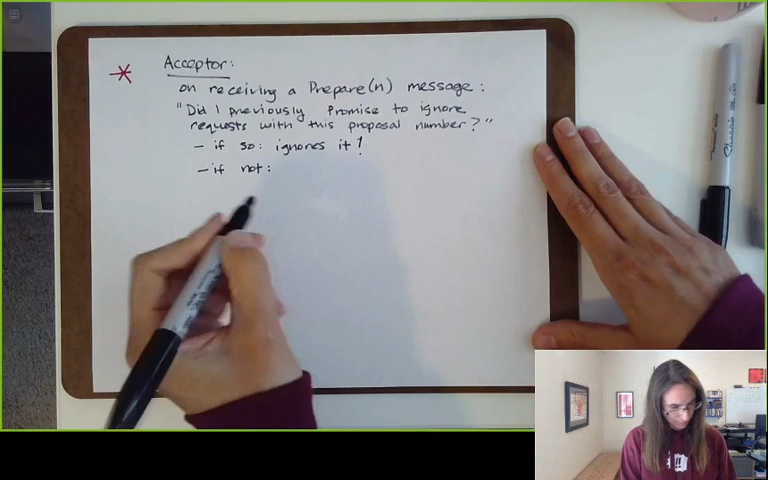 * Acceptor:
on receiving a Prepare(n) message:
"Did I previously promise to ignore
requests with this proposal number?"
- if so: ignores it!
- if not:
Sharpie